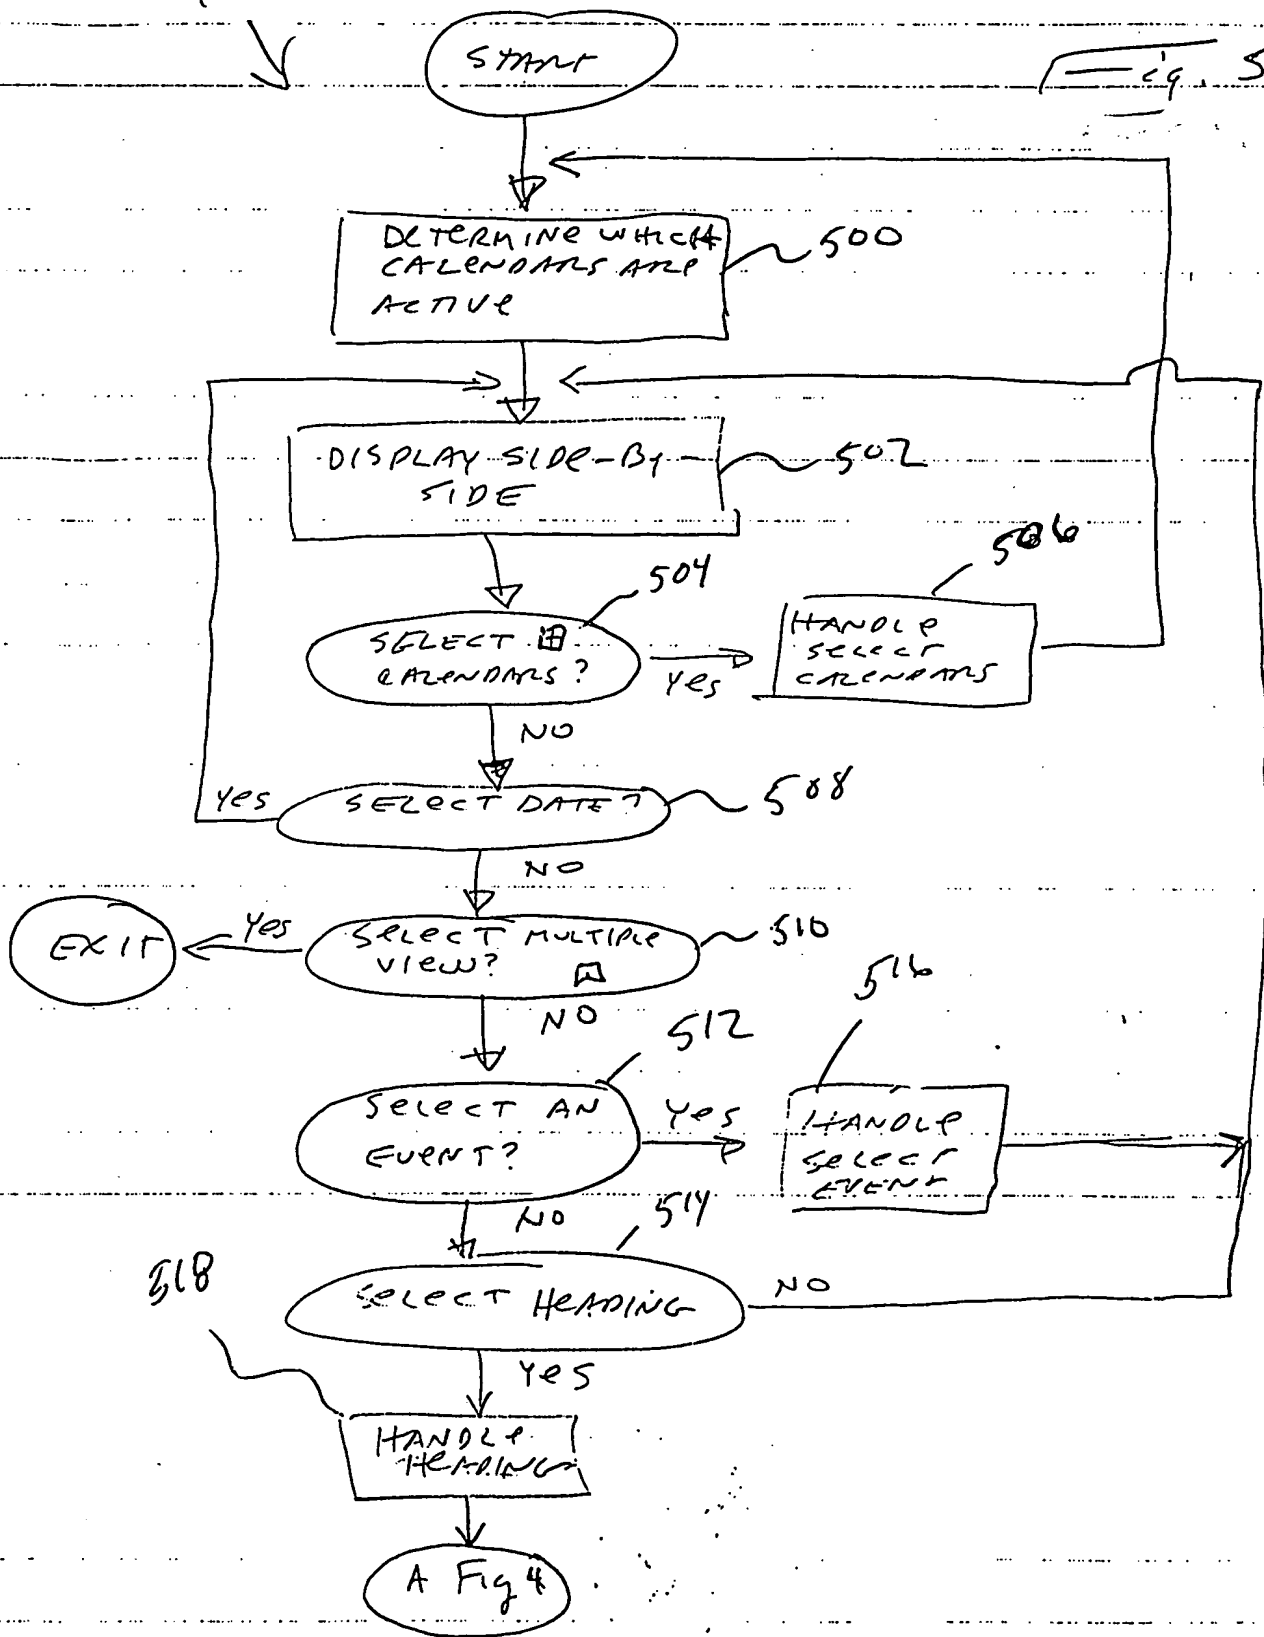 START
Fig. 5
DETERMINE WHICH
CALENDARS ARE
ACTIVE
500
DISPLAY SIDE-BY-
SIDE
502
504
506
SELECT
CALENDARS?
Yes
HANDLE
SELECT
CALENDARS
NO
Yes
SELECT DATE?
508
NO
EXIT
Yes
SELECT MULTIPLE
VIEW?
510
NO
516
512
SELECT AN
EVENT?
Yes
HANDLE
SELECT
EVENT
NO
514
518
SELECT HEADING
NO
Yes
HANDLE
HEADING
A Fig 4